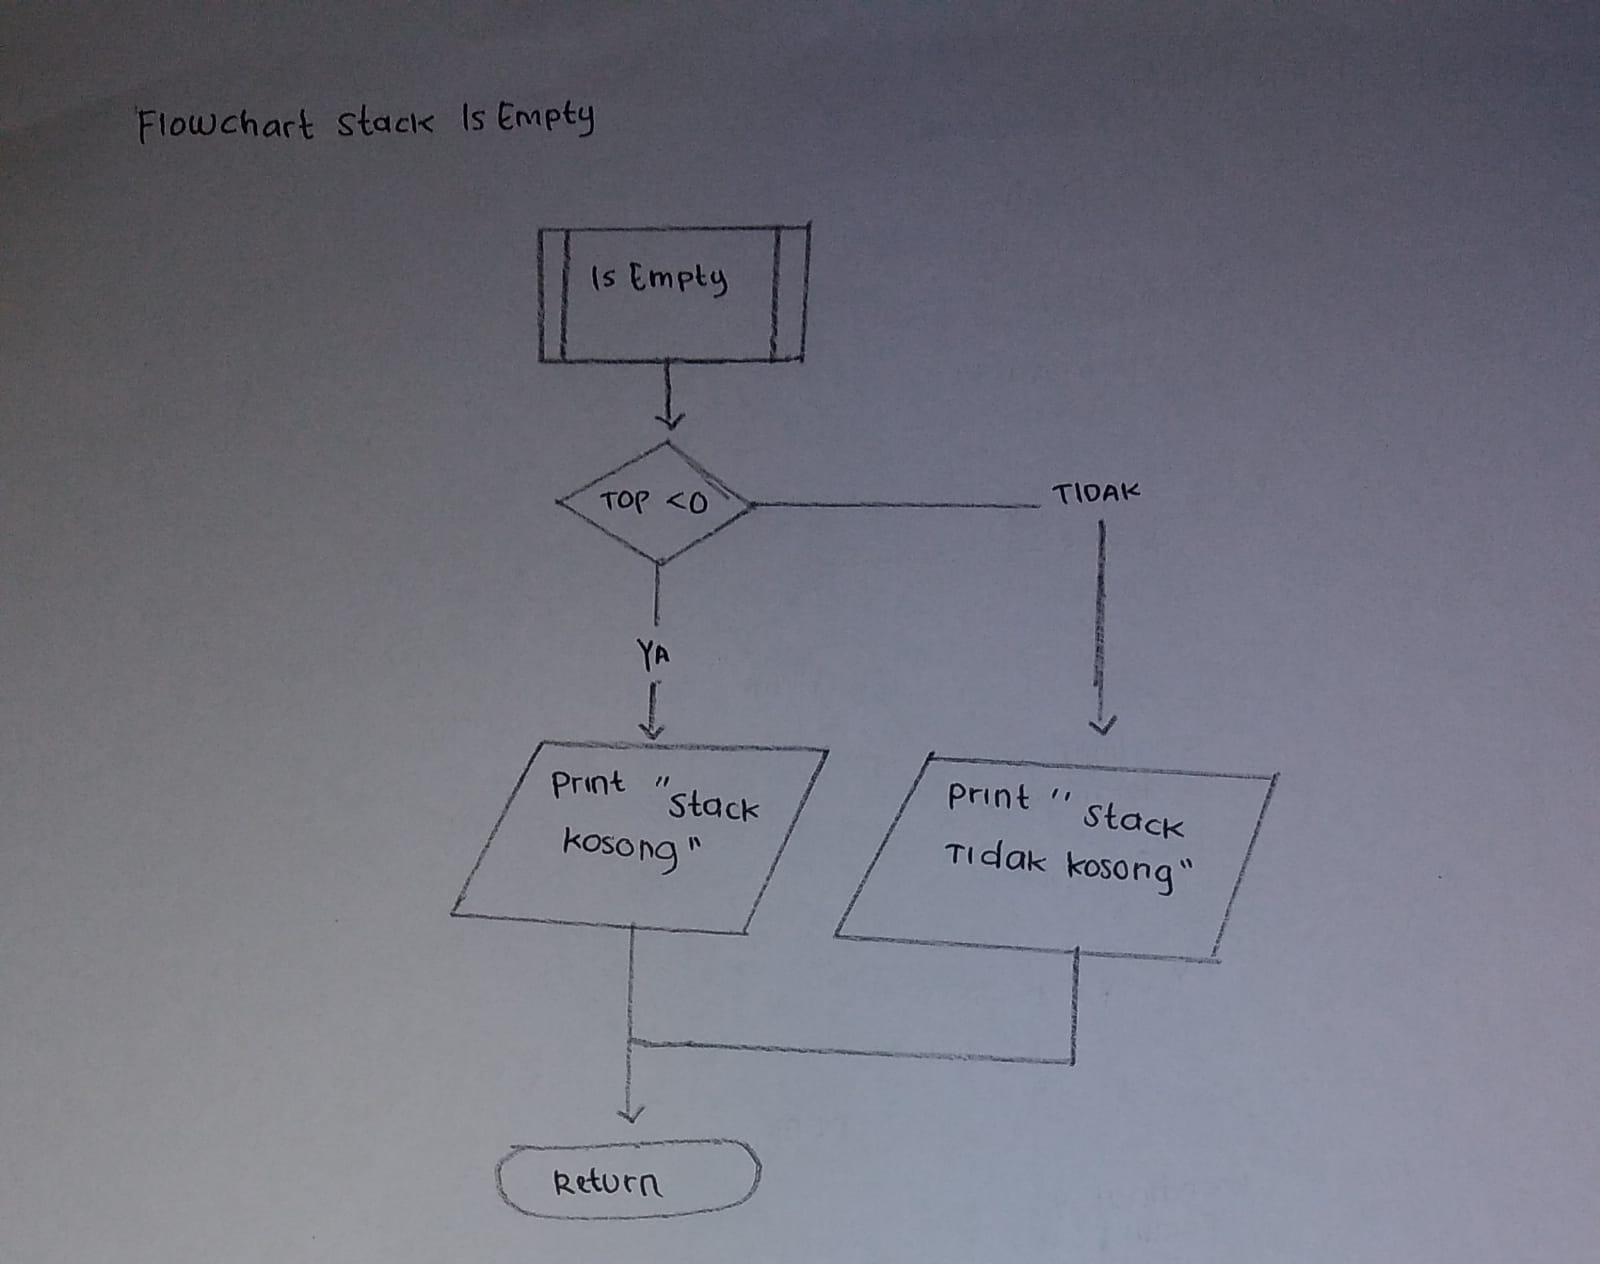 Flowchart Stack Is Empty
Is Empty
TOP <0
TIDAK
YA
Print "Stack
kosong"
Print "Stack
Tidak kosong"
Return